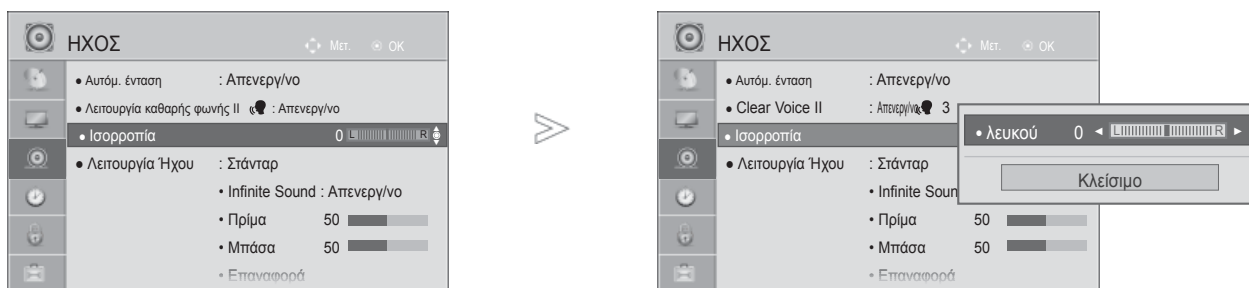 ΗΧΟΣ Μετ. OK
• Αυτόμ. ένταση : Απενεργ/νο
• Λειτουργία καθαρής φωνής II : Απενεργ/νο
• Ισορροπία 0 L R
• Λειτουργία Ήχου : Στάνταρ
• Infinite Sound : Απενεργ/νο
• Πρίμα 50
• Μπάσα 50
• Επαναφορά
ΗΧΟΣ Μετ. OK
• Αυτόμ. ένταση : Απενεργ/νο
• Clear Voice II : Απενεργ/νο 3
• Ισορροπία
• Λειτουργία Ήχου : Στάνταρ
• Infinite Soun
• Πρίμα 50
• Μπάσα 50
• Επαναφορά
• λευκού 0 ◄ L R ►
Κλείσιμο